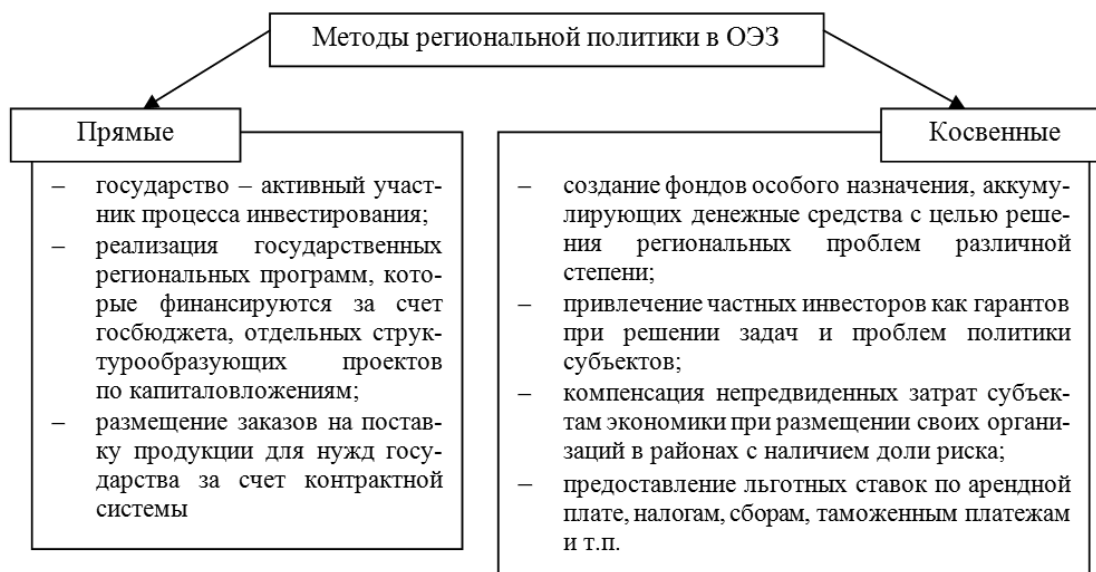 Методы региональной политики в ОЭЗ
Прямые
– государство – активный участ-
ник процесса инвестирования;
– реализация государственных
региональных программ, кото-
рые финансируются за счет
госбюджета, отдельных струк-
турообразующих проектов
по капиталовложениям;
– размещение заказов на постав-
ку продукции для нужд госу-
дарства за счет контрактной
системы
Косвенные
– создание фондов особого назначения, аккуму-
лирующих денежные средства с целью реше-
ния региональных проблем различной
степени;
– привлечение частных инвесторов как гарантов
при решении задач и проблем политики
субъектов;
– компенсация непредвиденных затрат субъек-
там экономики при размещении своих органи-
заций в районах с наличием доли риска;
– предоставление льготных ставок по арендной
плате, налогам, сборам, таможенным платежам
и т.п.